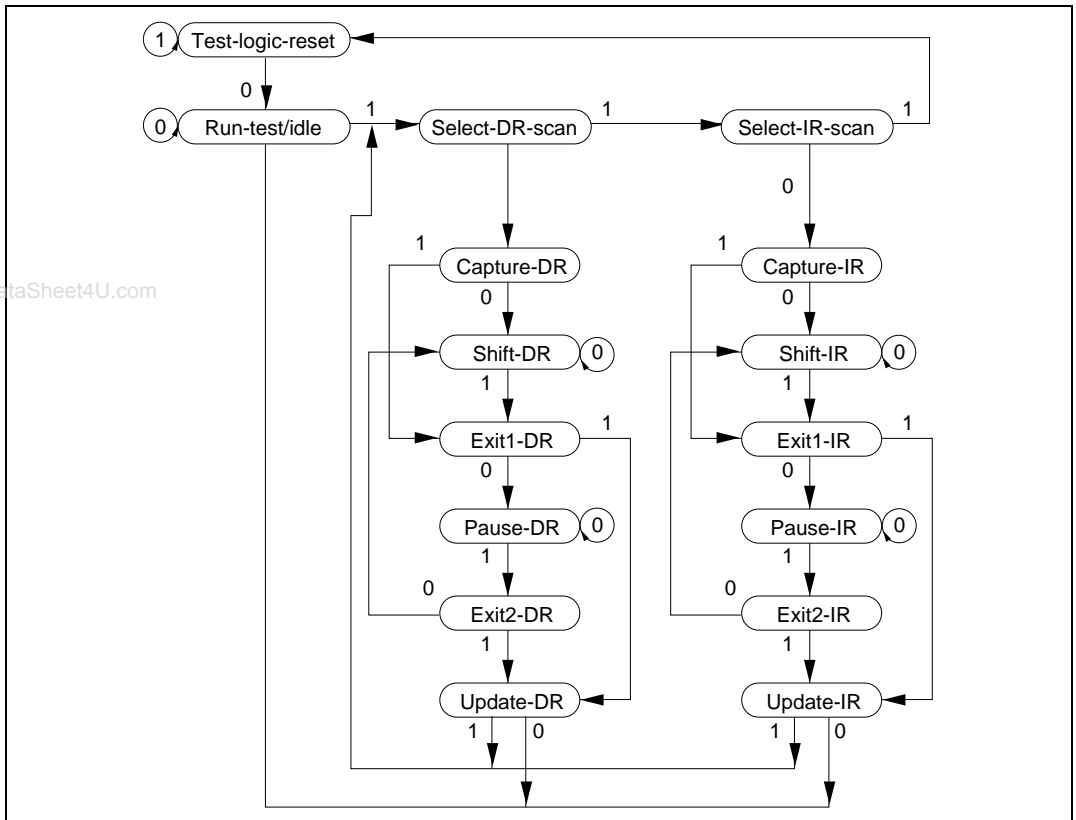 1 Test-logic-reset
0
0 Run-test/idle 1 Select-DR-scan 1 Select-IR-scan 1
0
1 1
Capture-DR Capture-IR
0 0
Shift-DR 0 Shift-IR 0
1 1
Exit1-DR 1 Exit1-IR 1
0 0
Pause-DR 0 Pause-IR 0
1 1
0 0
Exit2-DR Exit2-IR
1 1
Update-DR Update-IR
1 0 1 0
ataSheet4U.com